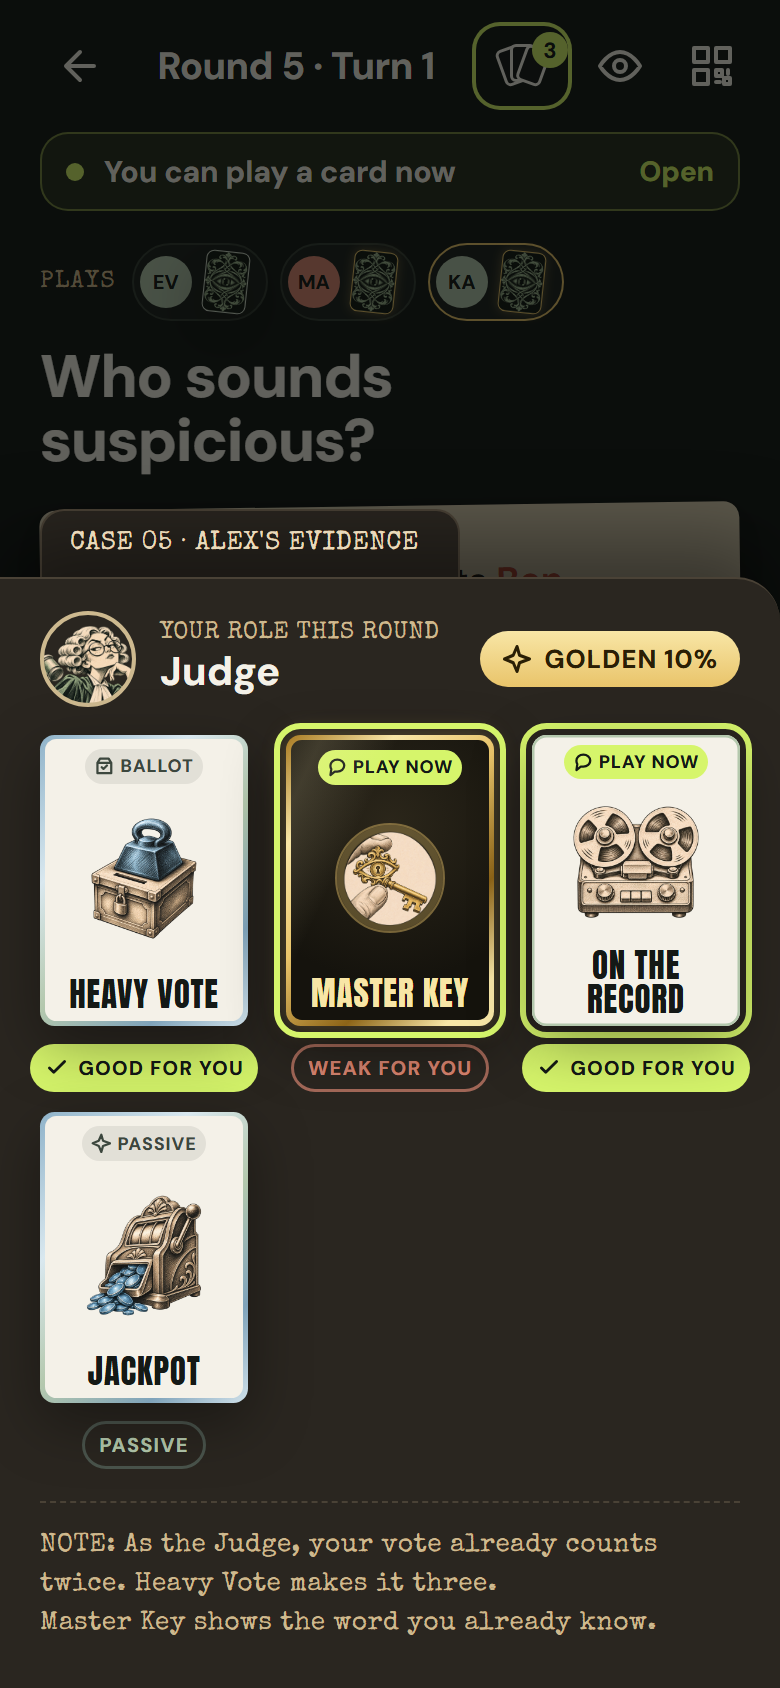 Round 5 · Turn 1
3
You can play a card now
Open
PLAYS
EV
MA
KA
Who sounds
suspicious?
CASE 05 · ALEX'S EVIDENCE
YOUR ROLE THIS ROUND
Judge
GOLDEN 10%
BALLOT
HEAVY VOTE
GOOD FOR YOU
PLAY NOW
MASTER KEY
WEAK FOR YOU
PLAY NOW
ON THE
RECORD
GOOD FOR YOU
PASSIVE
JACKPOT
PASSIVE
NOTE: As the Judge, your vote already counts
twice. Heavy Vote makes it three.
Master Key shows the word you already know.